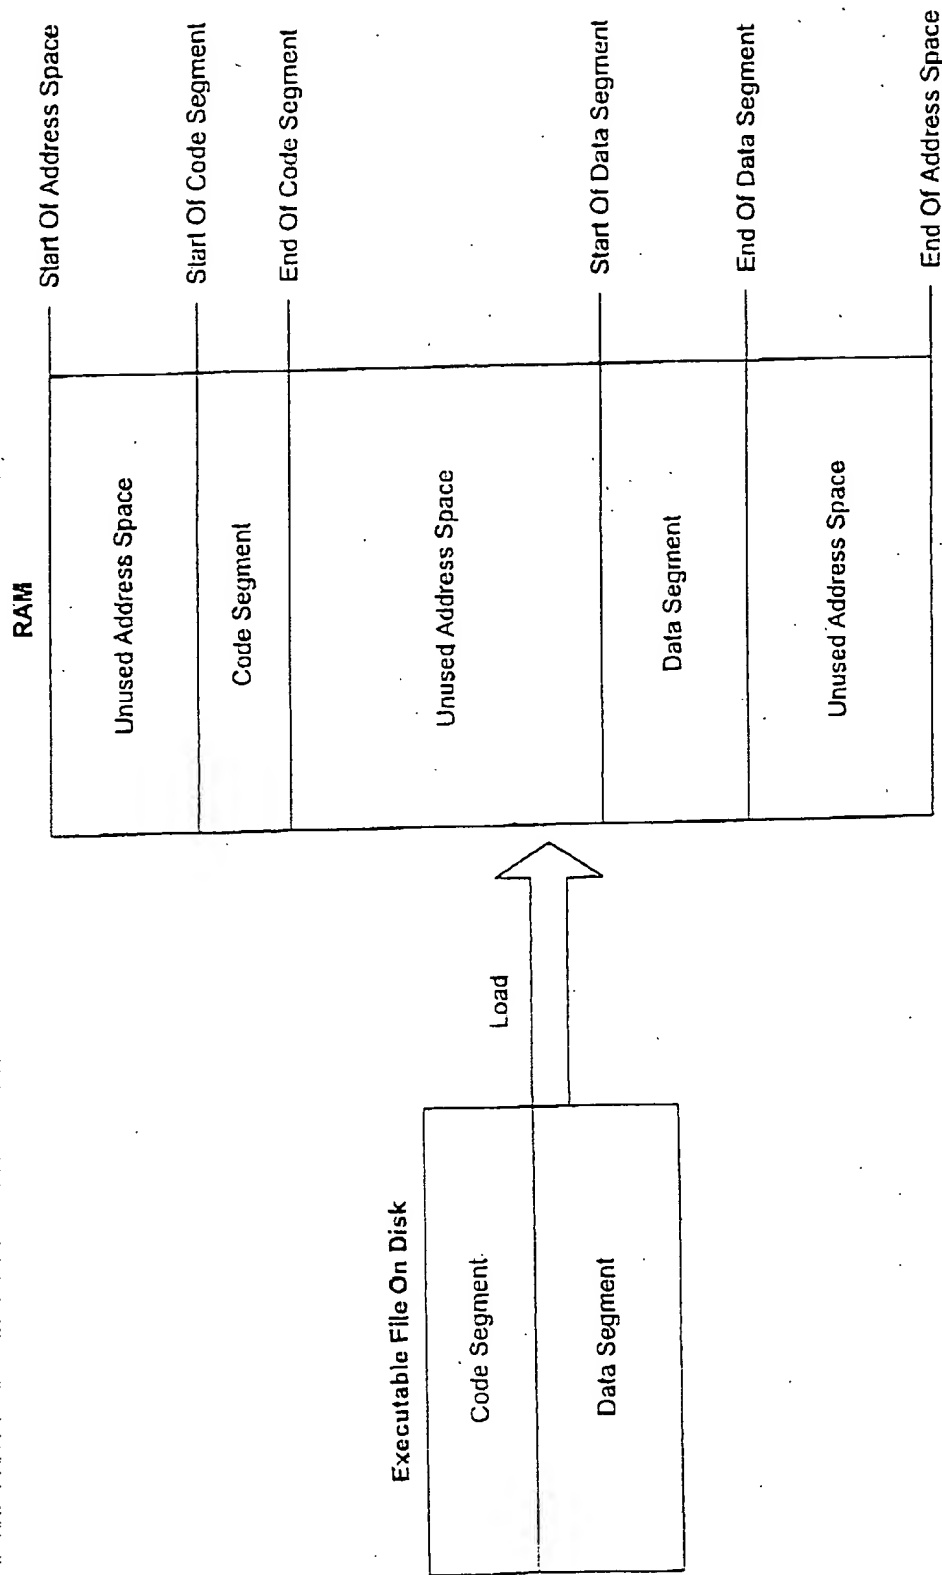 RAM
Start Of Address Space
Unused Address Space
Start Of Code Segment
Code Segment
End Of Code Segment
Unused Address Space
Start Of Data Segment
Data Segment
End Of Data Segment
Unused Address Space
End Of Address Space
Load
Executable File On Disk
Code Segment
Data Segment